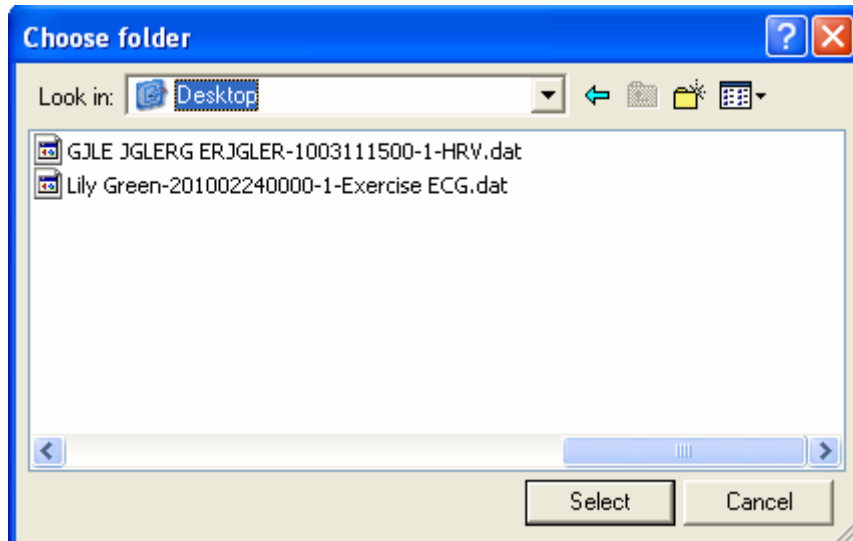 Choose folder
Look in: Desktop
GJLE JGLERG ERJGLER-1003111500-1-HRV.dat
Lily Green-201002240000-1-Exercise ECG.dat
Select Cancel